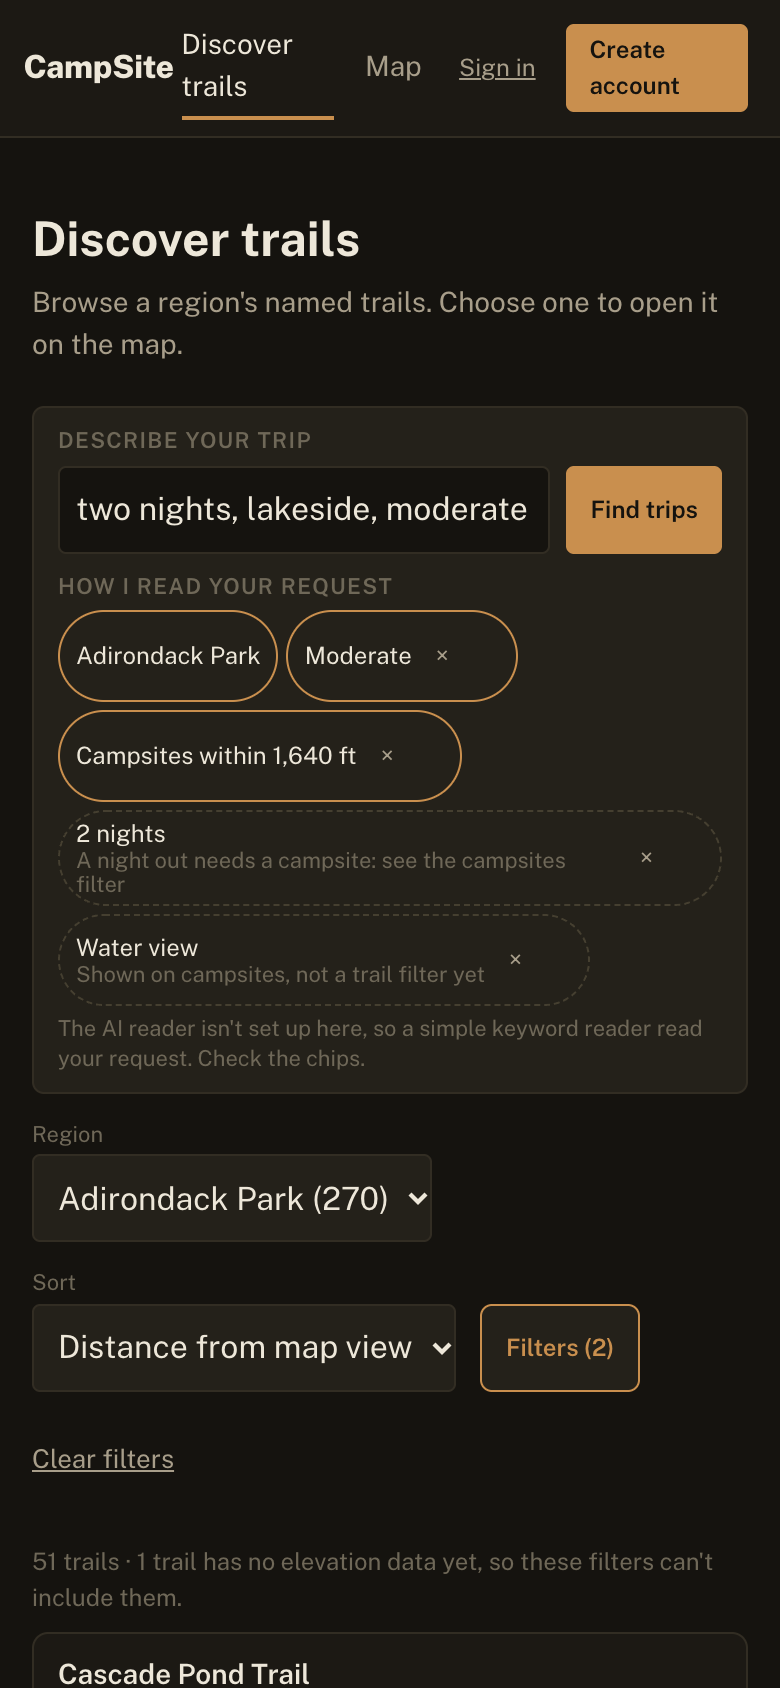 CampSite
Discover
trails
Map
Sign in
Create
account
Discover trails
Browse a region's named trails. Choose one to open it
on the map.
DESCRIBE YOUR TRIP
two nights, lakeside, moderate
Find trips
HOW I READ YOUR REQUEST
Adirondack Park
Moderate ×
Campsites within 1,640 ft ×
2 nights
A night out needs a campsite: see the campsites
filter
×
Water view
Shown on campsites, not a trail filter yet
×
The AI reader isn't set up here, so a simple keyword reader read
your request. Check the chips.
Region
Adirondack Park (270)
Sort
Distance from map view
Filters (2)
Clear filters
51 trails · 1 trail has no elevation data yet, so these filters can't
include them.
Cascade Pond Trail